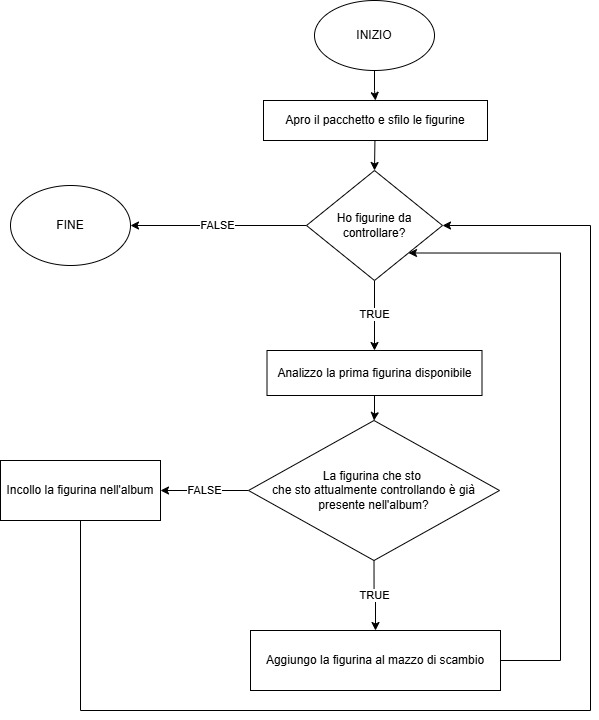 INIZIO
Apro il pacchetto e sfilo le figurine
Ho figurine da
controllare?
FALSE
FINE
TRUE
Analizzo la prima figurina disponibile
La figurina che sto
che sto attualmente controllando è già
presente nell'album?
FALSE
Incollo la figurina nell'album
TRUE
Aggiungo la figurina al mazzo di scambio